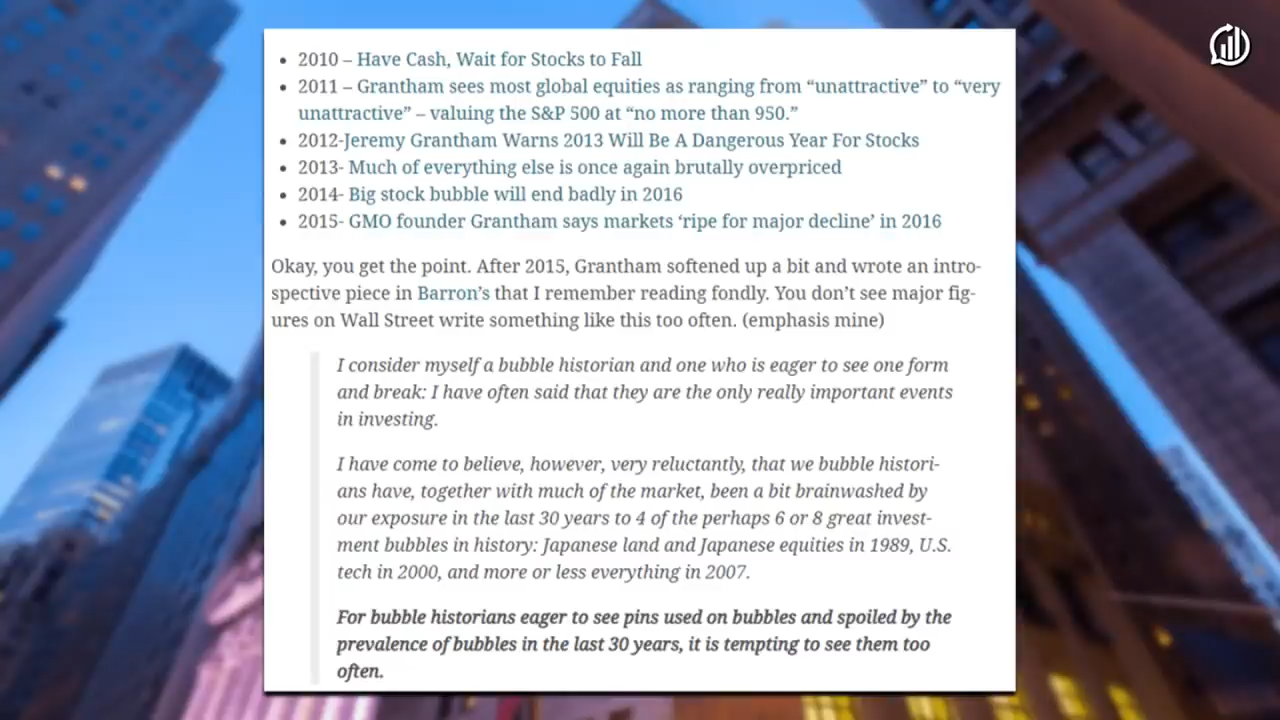 • 2010 – Have Cash, Wait for Stocks to Fall
• 2011 – Grantham sees most global equities as ranging from “unattractive” to “very
unattractive” – valuing the S&P 500 at “no more than 950.”
• 2012-Jeremy Grantham Warns 2013 Will Be A Dangerous Year For Stocks
• 2013- Much of everything else is once again brutally overpriced
• 2014- Big stock bubble will end badly in 2016
• 2015- GMO founder Grantham says markets ‘ripe for major decline’ in 2016
Okay, you get the point. After 2015, Grantham softened up a bit and wrote an intro-
spective piece in Barron’s that I remember reading fondly. You don’t see major fig-
ures on Wall Street write something like this too often. (emphasis mine)
I consider myself a bubble historian and one who is eager to see one form
and break: I have often said that they are the only really important events
in investing.
I have come to believe, however, very reluctantly, that we bubble histori-
ans have, together with much of the market, been a bit brainwashed by
our exposure in the last 30 years to 4 of the perhaps 6 or 8 great invest-
ment bubbles in history: Japanese land and Japanese equities in 1989, U.S.
tech in 2000, and more or less everything in 2007.
For bubble historians eager to see pins used on bubbles and spoiled by the
prevalence of bubbles in the last 30 years, it is tempting to see them too
often.